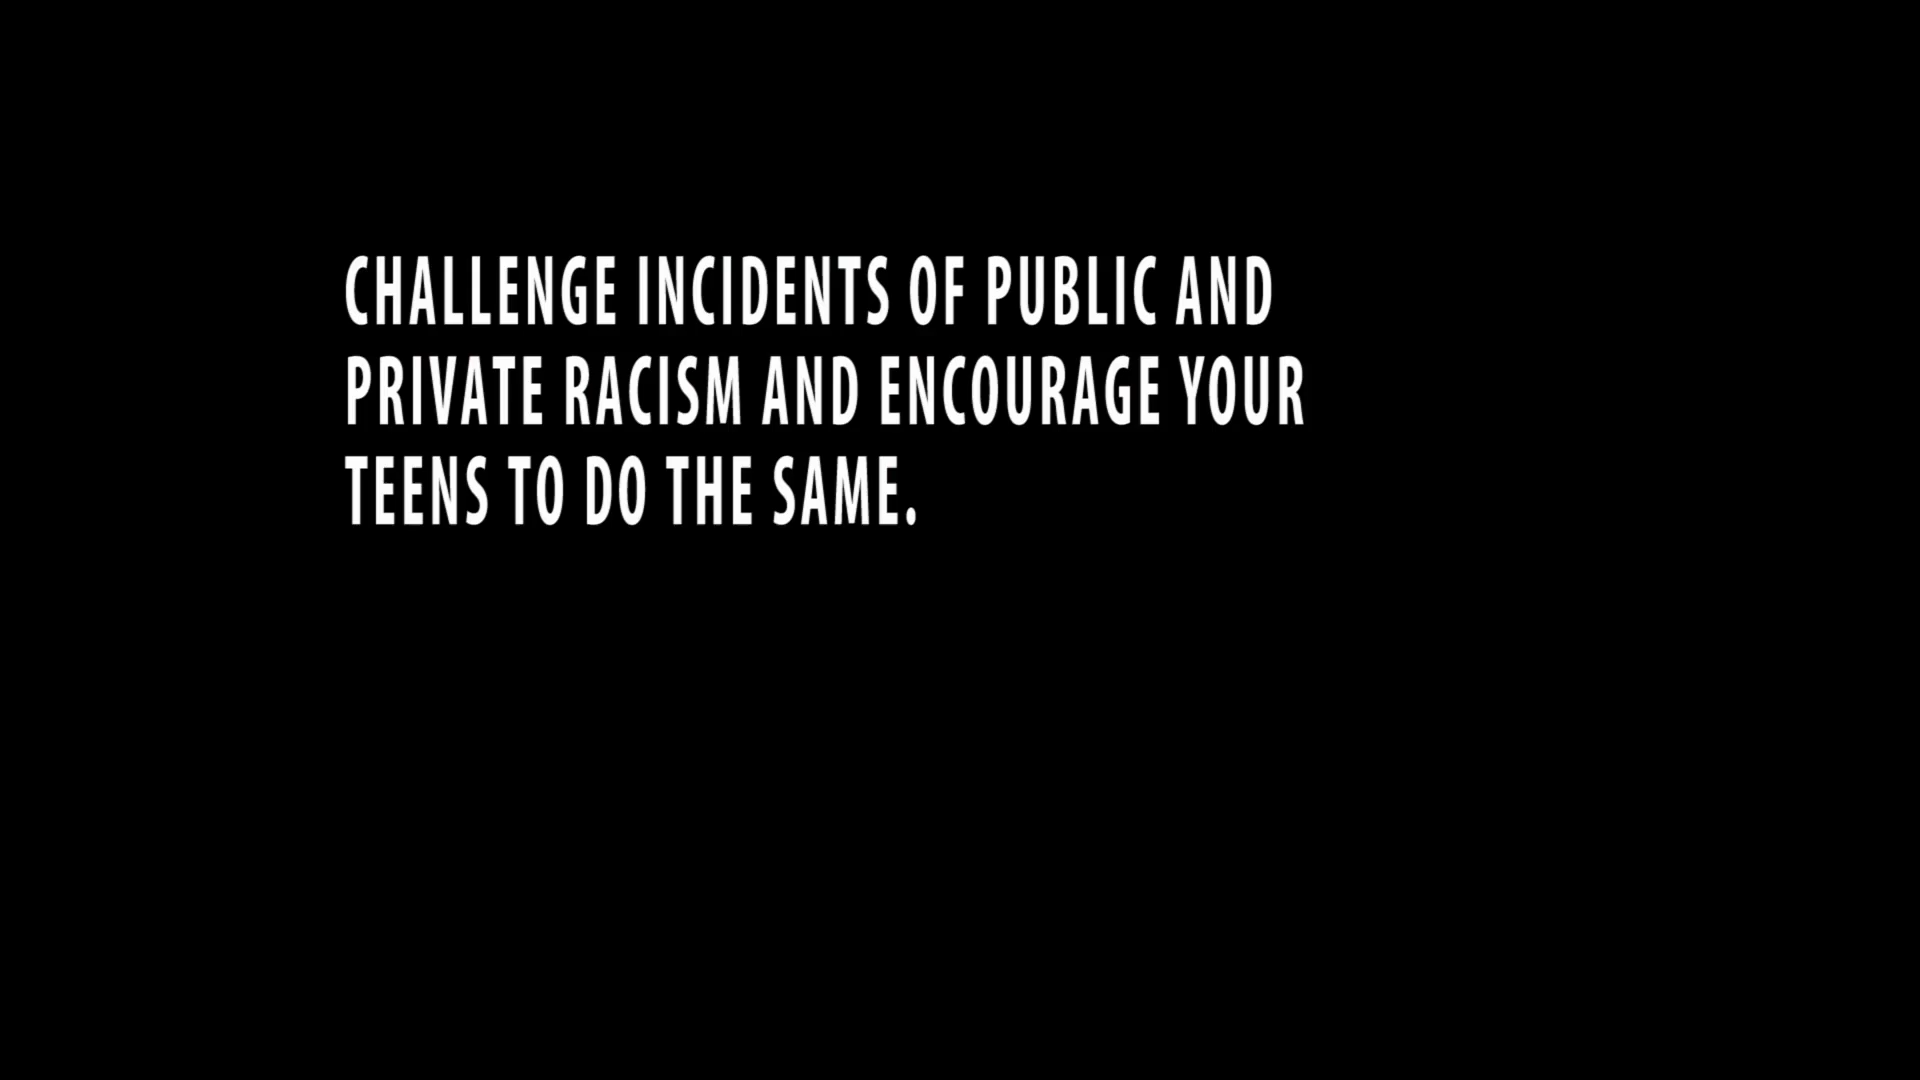 CHALLENGE INCIDENTS OF PUBLIC AND
PRIVATE RACISM AND ENCOURAGE YOUR
TEENS TO DO THE SAME.